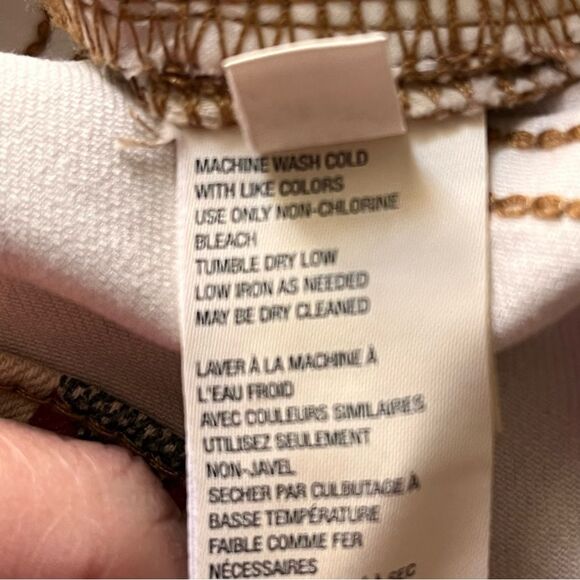 MACHINE WASH COLD
WITH LIKE COLORS
USE ONLY NON-CHLORINE
BLEACH
TUMBLE DRY LOW
LOW IRON AS NEEDED
MAY BE DRY CLEANED
LAVER À LA MACHINE À
L'EAU FROID
AVEC COULEURS SIMILAIRES
UTILISEZ SEULEMENT
NON-JAVEL
SECHER PAR CULBUTAGE À
BASSE TEMPÉRATURE
FAIBLE COMME FER
NÉCESSAIRES
À SEC